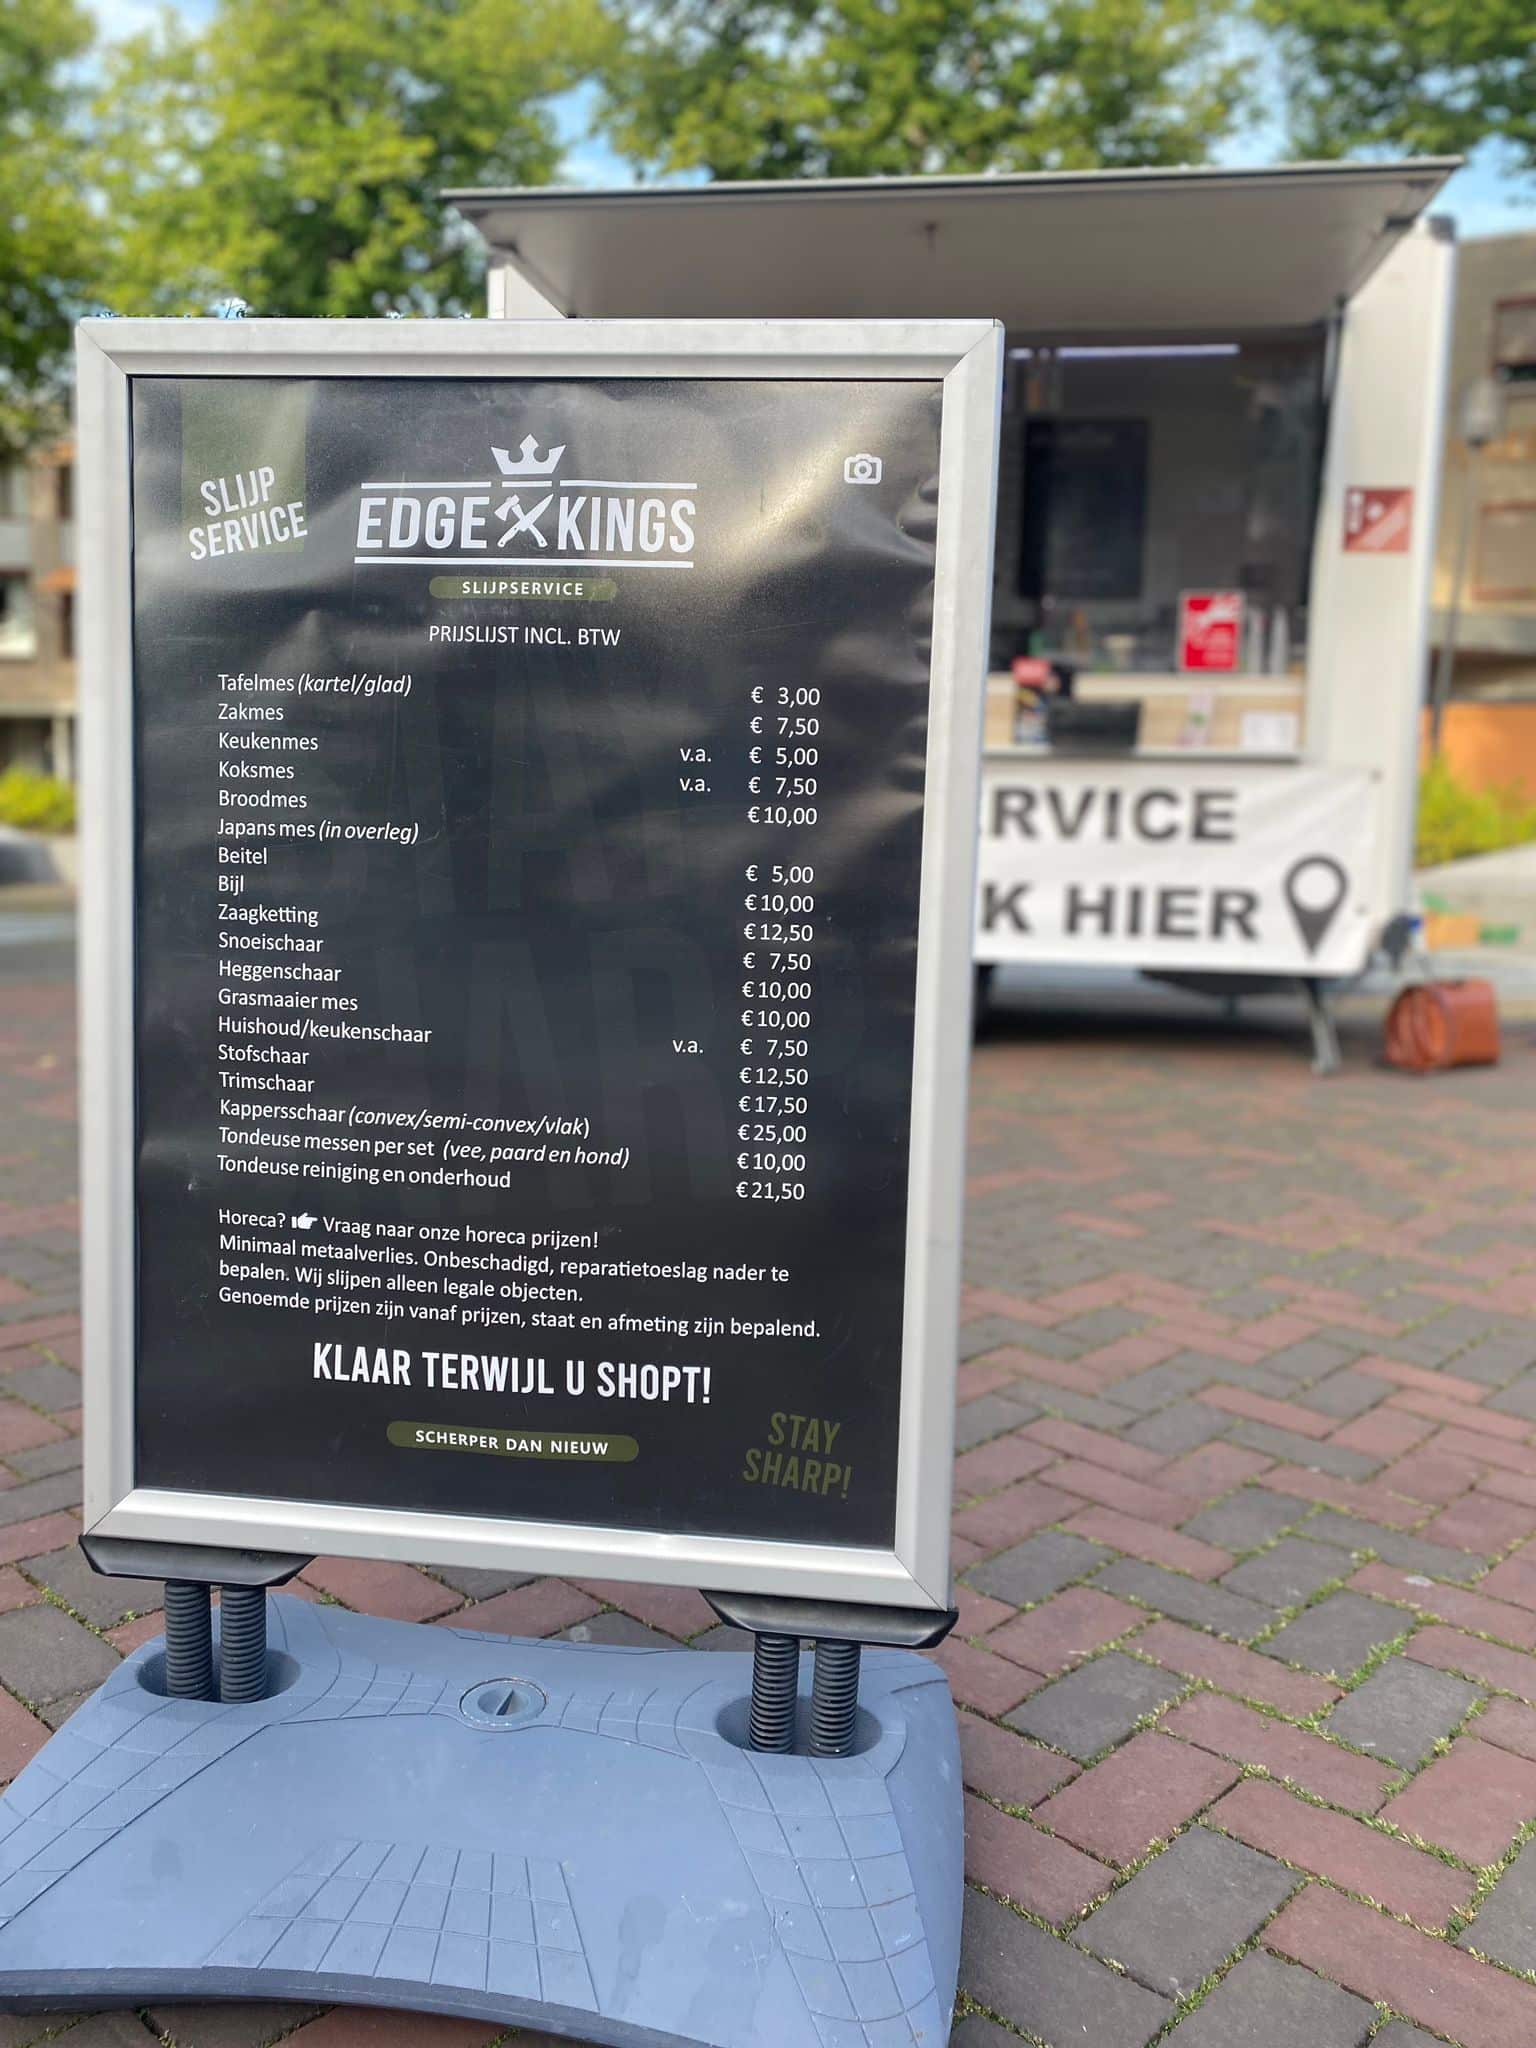 SLIJP
SERVICE
EDGE KINGS
SLIJPSERVICE
PRIJSLIJST INCL. BTW
Tafelmes (kartel/glad) € 3,00
Zakmes € 7,50
Keukenmes v.a. € 5,00
Koksmes v.a. € 7,50
Broodmes €10,00
Japans mes (in overleg)
Beitel € 5,00
Bijl €10,00
Zaagketting €12,50
Snoeischaar € 7,50
Heggenschaar €10,00
Grasmaaier mes €10,00
Huishoud/keukenschaar v.a. € 7,50
Stofschaar €12,50
Trimschaar €17,50
Kappersschaar (convex/semi-convex/vlak) €25,00
Tondeuse messen per set (vee, paard en hond) €10,00
Tondeuse reiniging en onderhoud €21,50
Horeca? Vraag naar onze horeca prijzen!
Minimaal metaalverlies. Onbeschadigd, reparatietoeslag nader te
bepalen. Wij slijpen alleen legale objecten.
Genoemde prijzen zijn vanaf prijzen, staat en afmeting zijn bepalend.
KLAAR TERWIJL U SHOPT!
SCHERPER DAN NIEUW
STAY
SHARP!
RVICE
K HIER